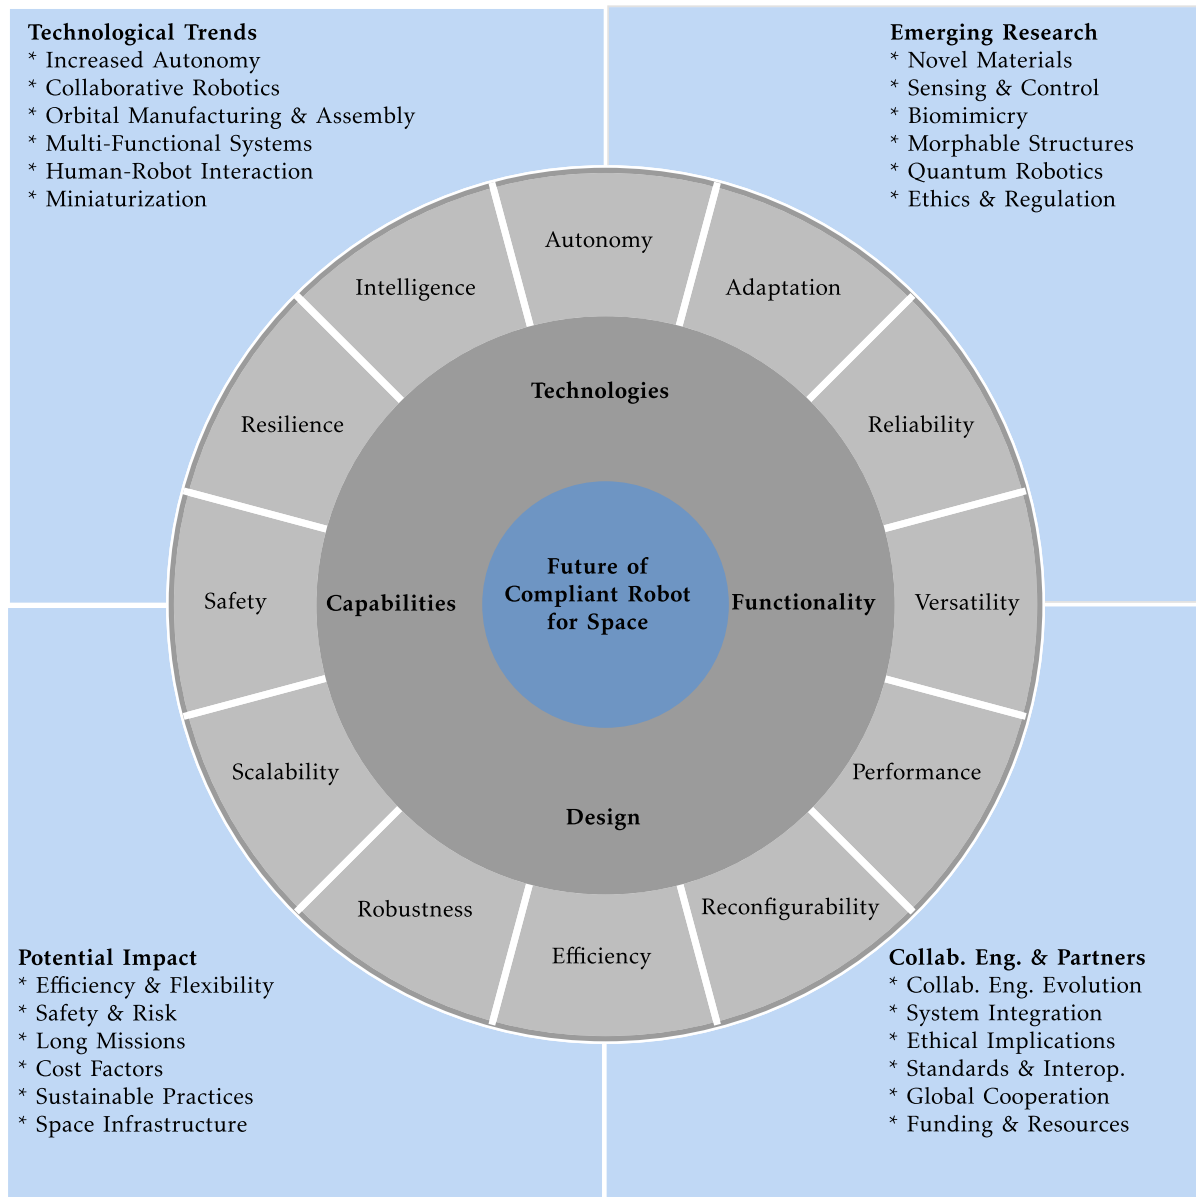 Technological Trends
* Increased Autonomy
* Collaborative Robotics
* Orbital Manufacturing & Assembly
* Multi-Functional Systems
* Human-Robot Interaction
* Miniaturization
Emerging Research
* Novel Materials
* Sensing & Control
* Biomimicry
* Morphable Structures
* Quantum Robotics
* Ethics & Regulation
Autonomy
Intelligence
Adaptation
Resilience
Reliability
Safety
Versatility
Scalability
Performance
Robustness
Reconfigurability
Efficiency
Technologies
Capabilities
Functionality
Design
Future of
Compliant Robot
for Space
Potential Impact
* Efficiency & Flexibility
* Safety & Risk
* Long Missions
* Cost Factors
* Sustainable Practices
* Space Infrastructure
Collab. Eng. & Partners
* Collab. Eng. Evolution
* System Integration
* Ethical Implications
* Standards & Interop.
* Global Cooperation
* Funding & Resources